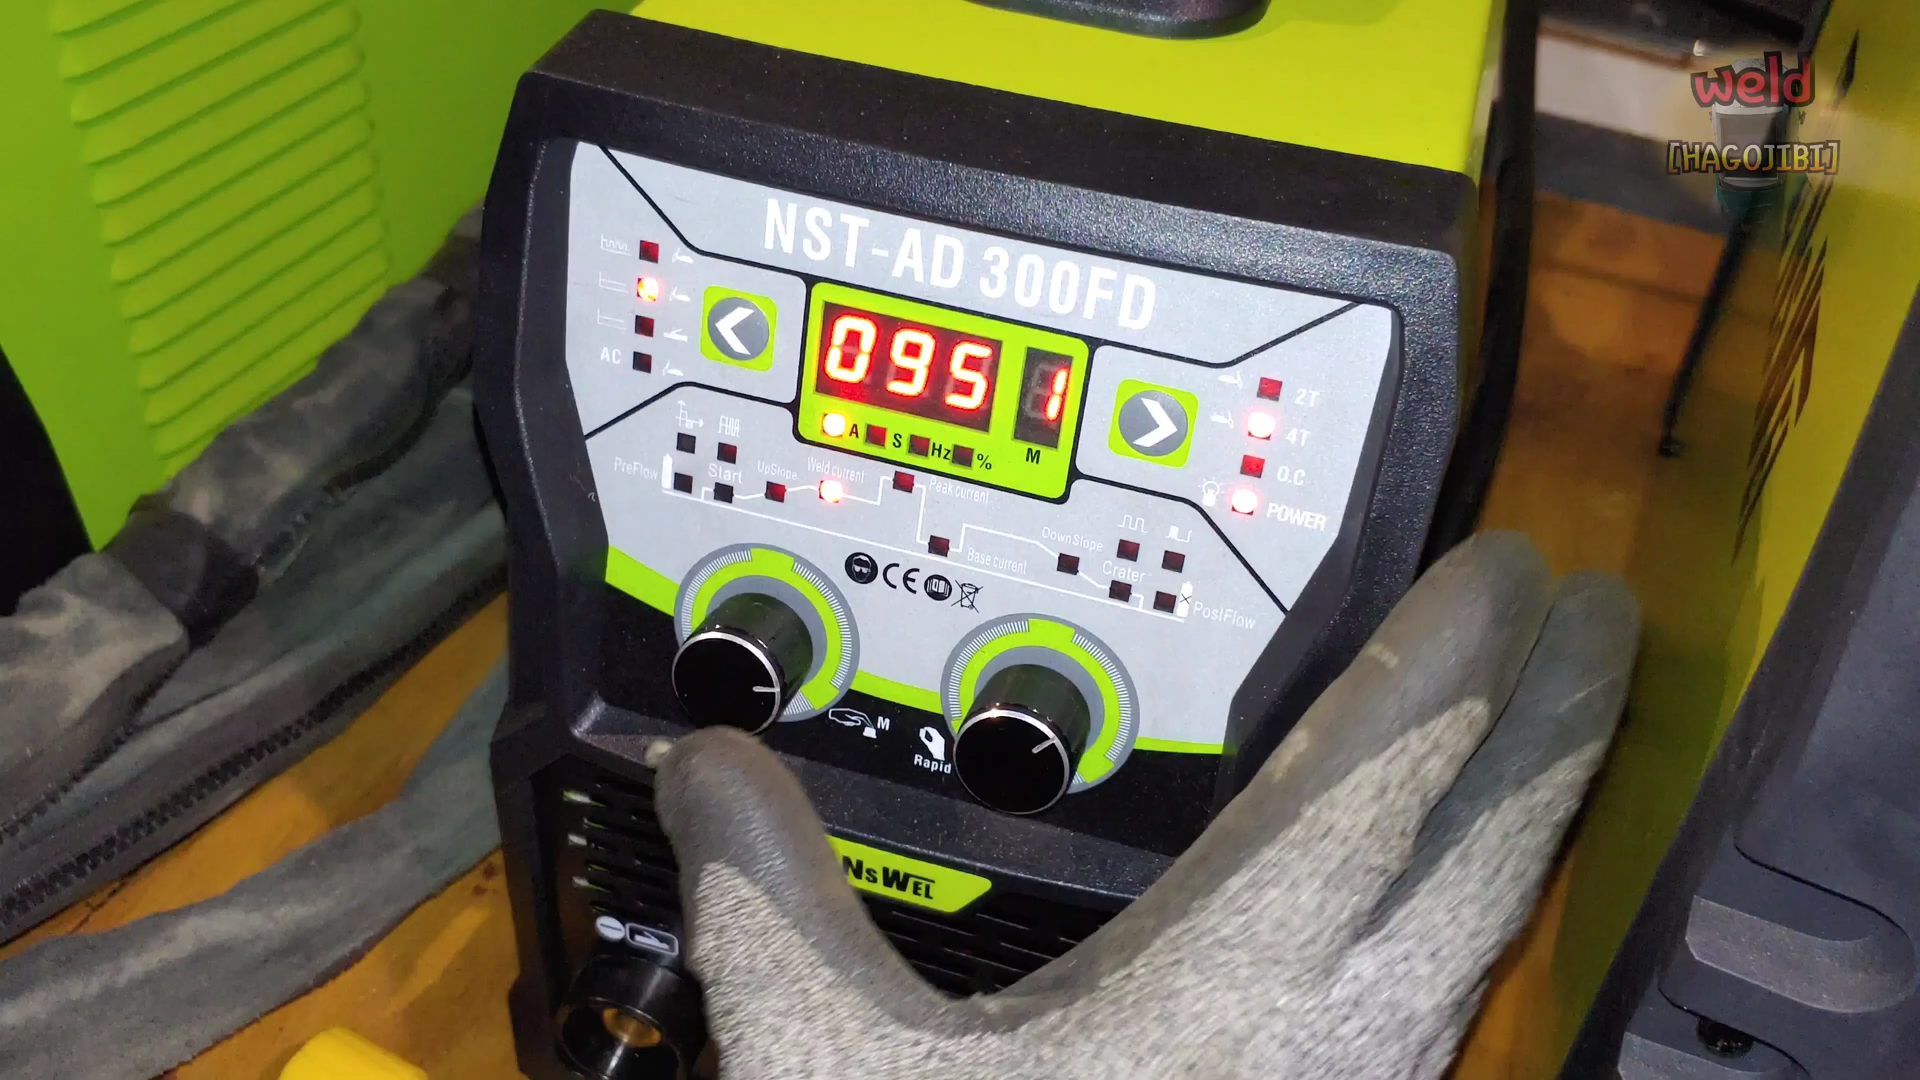 weld
[HAGOJIBI]
NST-AD 300FD
AC
095 1
A S Hz %
M
2T
4T
O.C
POWER
PreFlow
Start
UpSlope
Weld current
Peak current
Base current
DownSlope
Crater
PostFlow
CE
M
Rapid
NSWEL